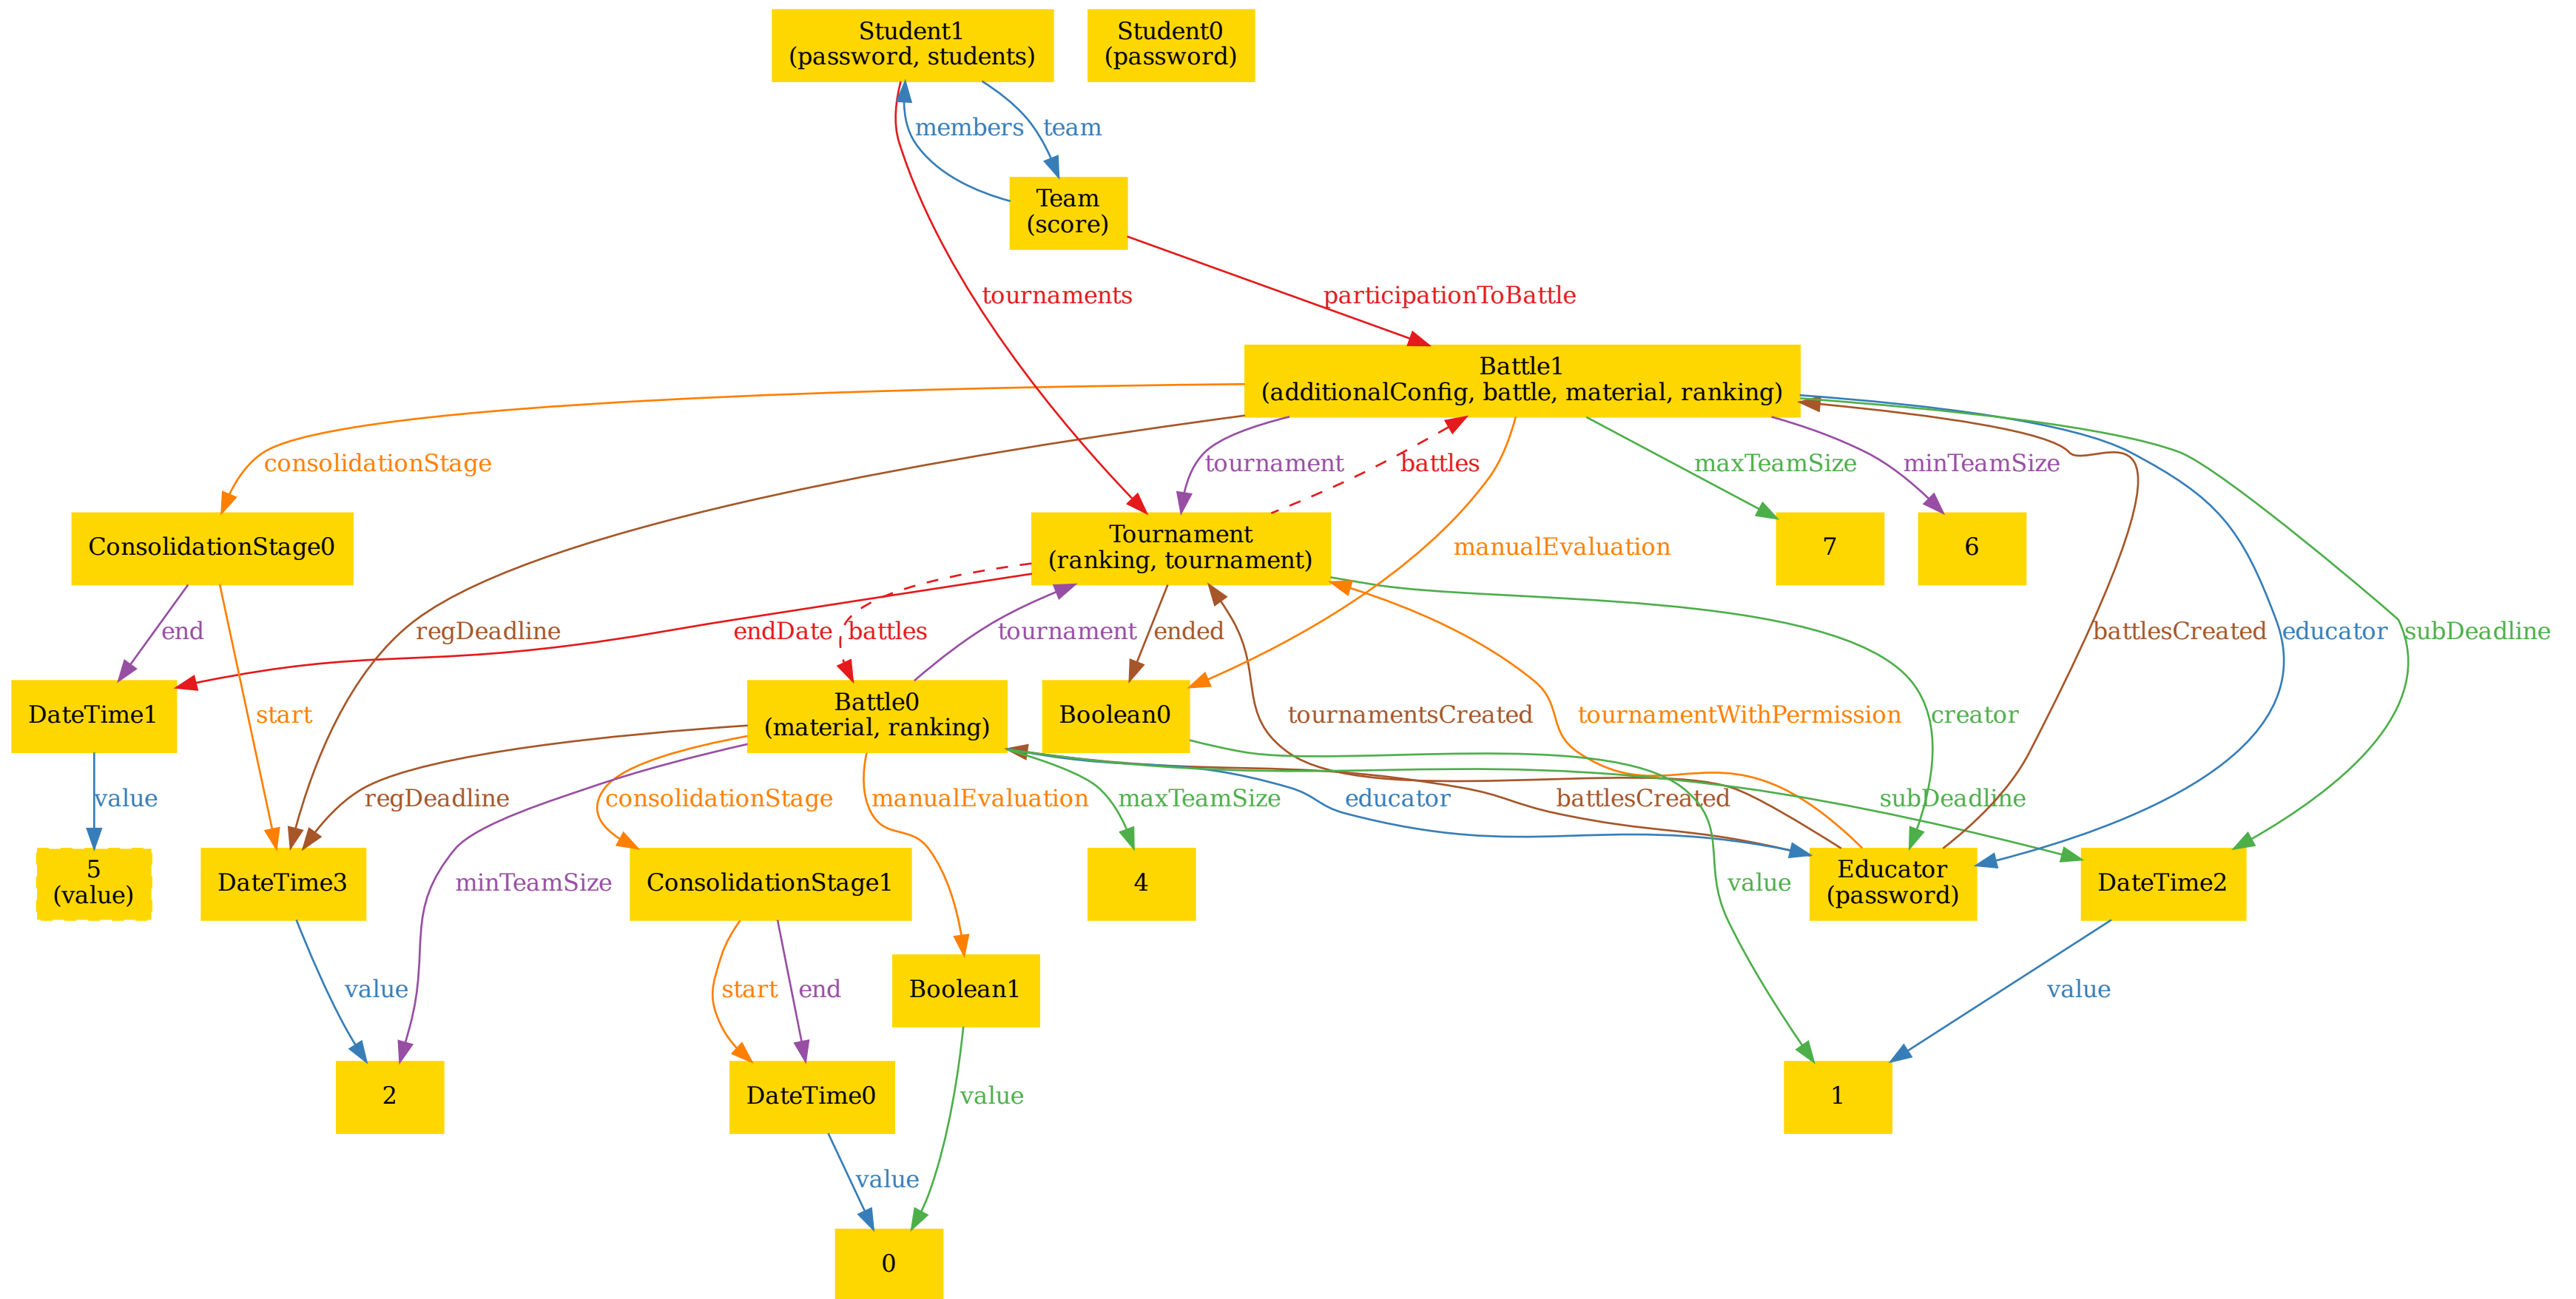 Student1
(password, students)
Student0
(password)
members
team
Team
(score)
tournaments
participationToBattle
Battle1
(additionalConfig, battle, material, ranking)
consolidationStage
tournament
battles
maxTeamSize
minTeamSize
ConsolidationStage0
Tournament
(ranking, tournament)
manualEvaluation
7
6
end
regDeadline
endDate
battles
tournament
ended
battlesCreated
educator
subDeadline
DateTime1
start
Battle0
(material, ranking)
Boolean0
tournamentsCreated
tournamentWithPermission
creator
value
regDeadline
consolidationStage
manualEvaluation
maxTeamSize
educator
battlesCreated
subDeadline
5
(value)
DateTime3
minTeamSize
ConsolidationStage1
4
value
Educator
(password)
DateTime2
value
start
end
Boolean1
value
2
DateTime0
value
1
value
0